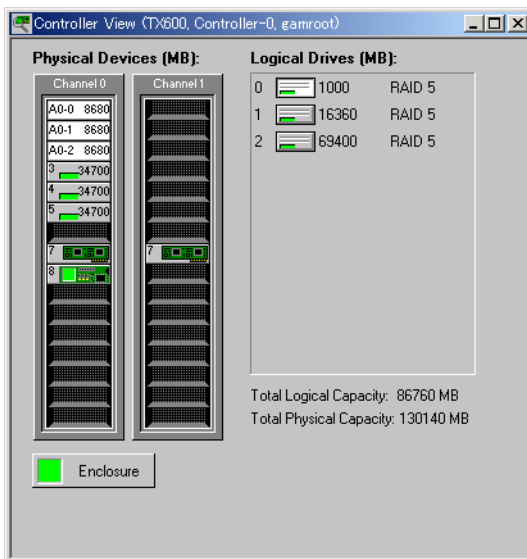 Controller View (TX600, Controller-0, gamroot)
Physical Devices (MB):
Channel 0
A0-0 8680
A0-1 8680
A0-2 8680
3 34700
4 34700
5 34700
7
8
Channel 1
7
Logical Drives (MB):
0 1000 RAID 5
1 16360 RAID 5
2 69400 RAID 5
Total Logical Capacity: 86760 MB
Total Physical Capacity: 130140 MB
Enclosure